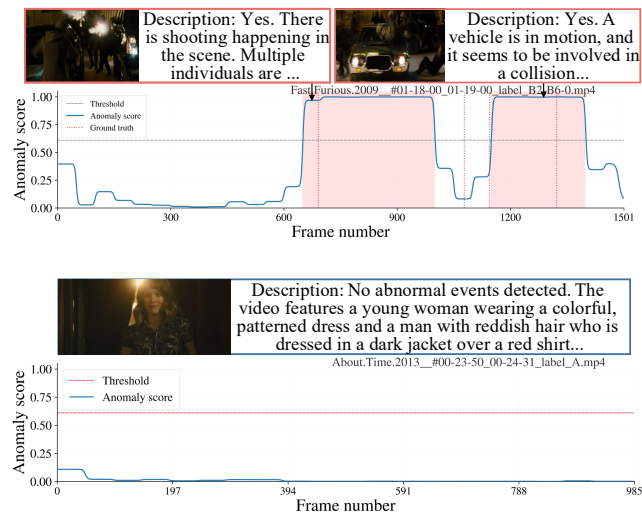 Description: Yes. There
is shooting happening in
the scene. Multiple
individuals are ...
Description: Yes. A
vehicle is in motion, and
it seems to be involved in
a collision...
Fast.Furious.2009__#01-18-00_01-19-00_label_B2-B6-0.mp4
Anomaly score
1.00
0.75
0.50
0.25
0.00
Threshold
Anomaly score
Ground truth
0
300
600
900
1200
1501
Frame number
Description: No abnormal events detected. The
video features a young woman wearing a colorful,
patterned dress and a man with reddish hair who is
dressed in a dark jacket over a red shirt...
About.Time.2013__#00-23-50_00-24-31_label_A.mp4
Anomaly score
1.00
0.75
0.50
0.25
0.00
Threshold
Anomaly score
0
197
394
591
788
985
Frame number